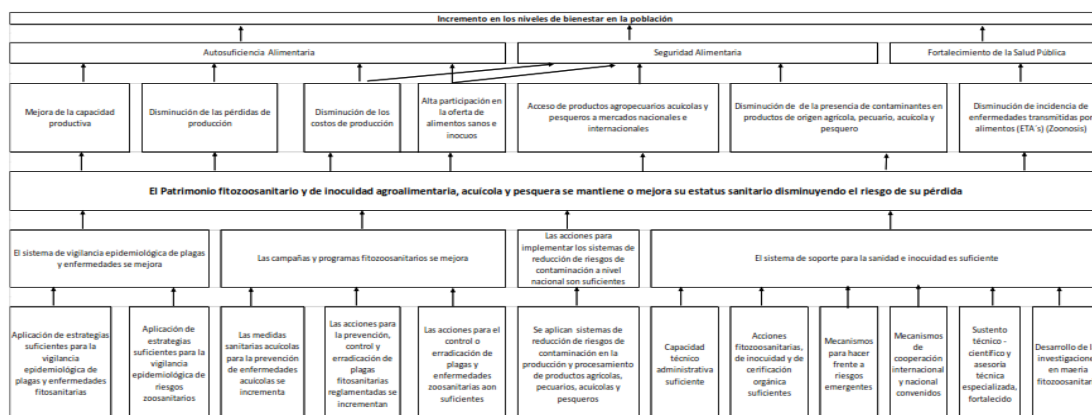 Incremento en los niveles de bienestar en la población
Autosuficiencia Alimentaria
Seguridad Alimentaria
Fortalecimiento de la Salud Pública
Mejora de la capacidad
productiva
Disminución de las pérdidas de
producción
Disminución de los
costos de producción
Alta participación en
la oferta de
alimentos sanos e
inocuos
Acceso de productos agropecuarios acuícolas y
pesqueros a mercados nacionales e
internacionales
Disminución de de la presencia de contaminantes en
productos de origen agrícola, pecuario, acuícola y
pesquero
Disminución de incidencia de
enfermedades transmitidas por
alimentos (ETA´s) (Zoonosis)
El Patrimonio fitozoosanitario y de inocuidad agroalimentaria, acuícola y pesquera se mantiene o mejora su estatus sanitario disminuyendo el riesgo de su pérdida
El sistema de vigilancia epidemiológica de plagas
y enfermedades se mejora
Las campañas y programas fitozoosanitarios se mejora
Las acciones para
implementar los sistemas de
reducción de riesgos de
contaminación a nivel
nacional son suficientes
El sistema de soporte para la sanidad e inocuidad es suficiente
Aplicación de estrategias
suficientes para la
vigilancia
epidemiológica de
plagas y enfermedades
fitosanitarias
Aplicación de
estrategias
suficientes para la
vigilancia
epidemiológica de
riesgos
zoosanitarios
Las medidas
sanitarias acuícolas
para la prevención
de enfermedades
acuícolas se
incrementa
Las acciones para
la prevención,
control y
erradicación de
plagas
fitosanitarias
reglamentadas se
incrementan
Las acciones para el
control o
erradicación de
plagas y
enfermedades
zoosanitarias aon
suficientes
Se aplican sistemas de
reducción de riesgos de
contaminación en la
producción y procesamiento
de productos agrícolas,
pecuarios, acuícolas y
pesqueros
Capacidad
técnico
administrativa
suficiente
Acciones
fitozoosanitarias,
de inocuidad y de
cerificación
orgánica
suficientes
Mecanismos
para hacer
frente a
riesgos
emergentes
Mecanismos
de
cooperación
internacional
y nacional
convenidos
Sustento
técnico -
científico y
asesoría
técnica
especializada,
fortalecido
Desarrollo de l
investigacione
en maeria
fitozoosanitar